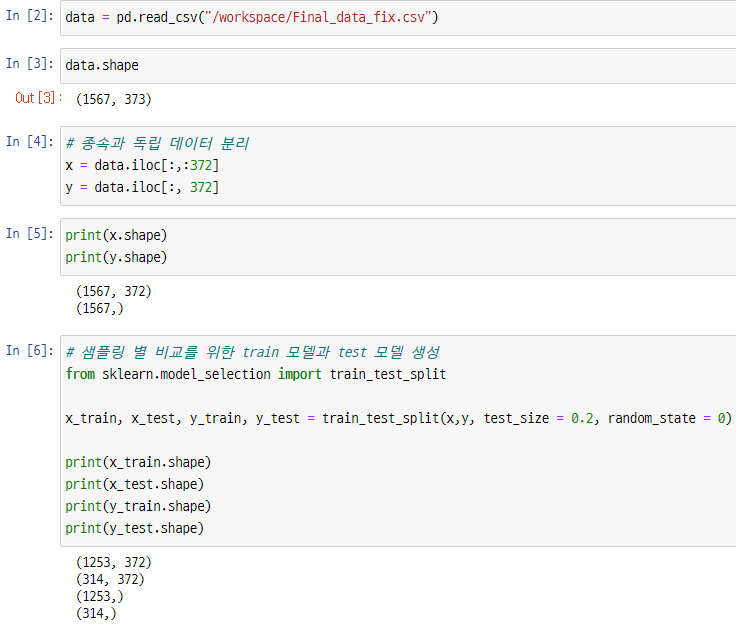 In [2]: data = pd.read_csv("/workspace/Final_data_fix.csv")
In [3]: data.shape
Out[3]: (1567, 373)
In [4]: # 종속과 독립 데이터 분리
x = data.iloc[:,:372]
y = data.iloc[:, 372]
In [5]: print(x.shape)
print(y.shape)
(1567, 372)
(1567,)
In [6]: # 샘플링 별 비교를 위한 train 모델과 test 모델 생성
from sklearn.model_selection import train_test_split
x_train, x_test, y_train, y_test = train_test_split(x,y, test_size = 0.2, random_state = 0)
print(x_train.shape)
print(x_test.shape)
print(y_train.shape)
print(y_test.shape)
(1253, 372)
(314, 372)
(1253,)
(314,)